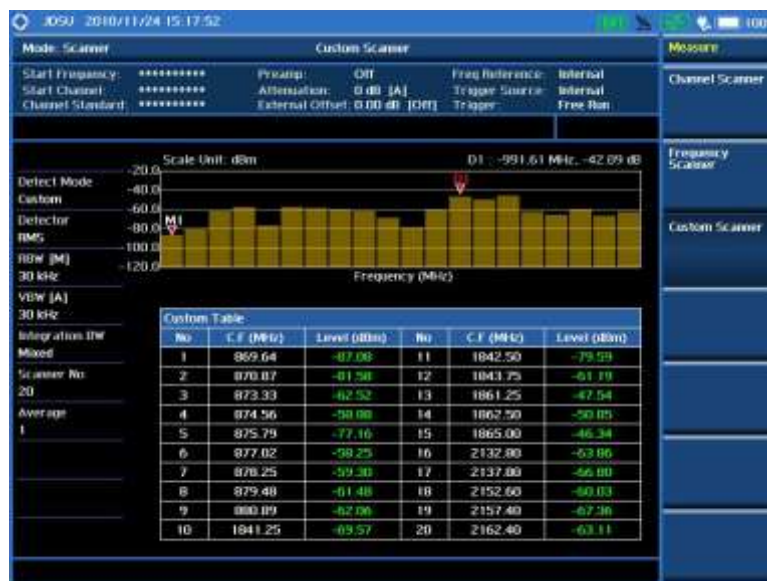 JDSU 2010/11/24 15:17:52
100
Mode: Scanner
Custom Scanner
Measure
Start Frequency: **********
Preamp: Off
Freq Reference: Internal
Start Channel: **********
Attenuation: 0 dB [A]
Trigger Source: Internal
Channel Standard: **********
External Offset: 0.00 dB [Off]
Trigger: Free Run
Channel Scanner
Frequency Scanner
Custom Scanner
Detect Mode
Custom
Detector
RMS
RBW [M]
30 kHz
VBW [A]
30 kHz
Integration BW
Mixed
Scanner No:
20
Average
1
Scale Unit: dBm
D1 : -991.61 MHz, -42.09 dB
-20.0
-40.0
-60.0
-80.0
-100.0
-120.0
M1
Frequency (MHz)
Custom Table
No C.F (MHz) Level (dBm) No C.F (MHz) Level (dBm)
1 869.64 -87.08 11 1842.50 -79.59
2 870.87 -81.58 12 1843.75 -61.19
3 873.33 -62.52 13 1861.25 -47.54
4 874.56 14 1862.50 -50.05
5 875.79 -77.16 15 1865.00 -46.34
6 877.02 -58.25 16 2132.80 -63.86
7 878.25 -59.30 17 2137.80 -66.80
8 879.48 -61.48 18 2152.60 -60.03
9 880.89 -62.06 19 2157.40 -67.36
10 1841.25 -69.57 20 2162.40 -63.11